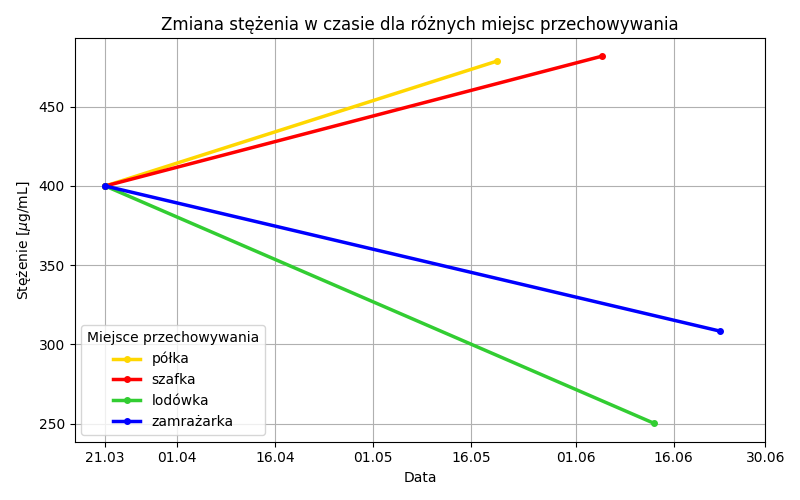 Zmiana stężenia w czasie dla różnych miejsc przechowywania
Stężenie [μg/mL]
450
400
350
300
250
Miejsce przechowywania
półka
szafka
lodówka
zamrażarka
21.03 01.04 16.04 01.05 16.05 01.06 16.06 30.06
Data